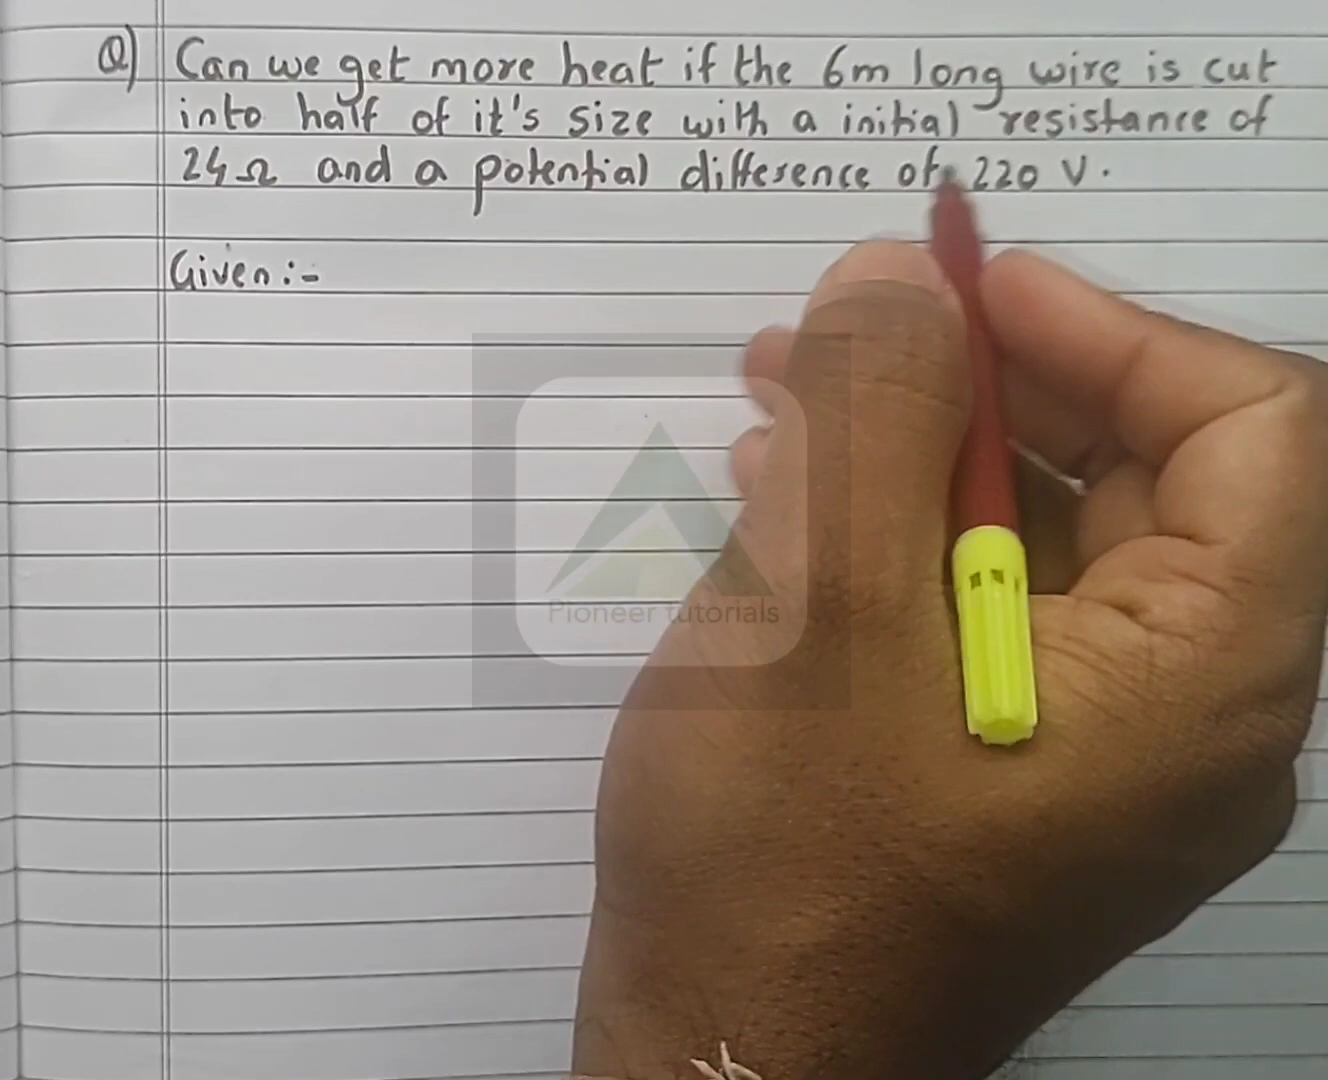 Q) Can we get more heat if the 6m long wire is cut
into half of it's size with a initial resistance of
24Ω and a potential difference of 220 V.
Given :-
Pioneer tutorials